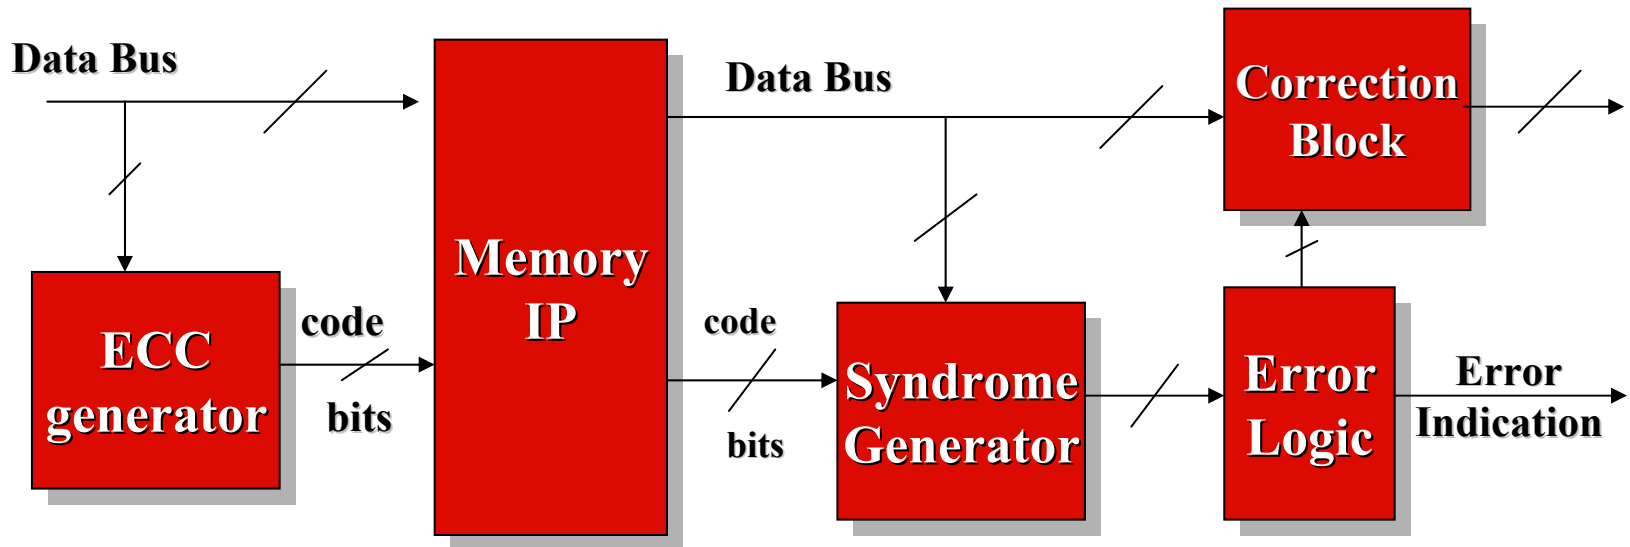 Data Bus
Data Bus
Correction
Block
Memory
IP
ECC
generator
code
bits
code
bits
Syndrome
Generator
Error
Logic
Error
Indication